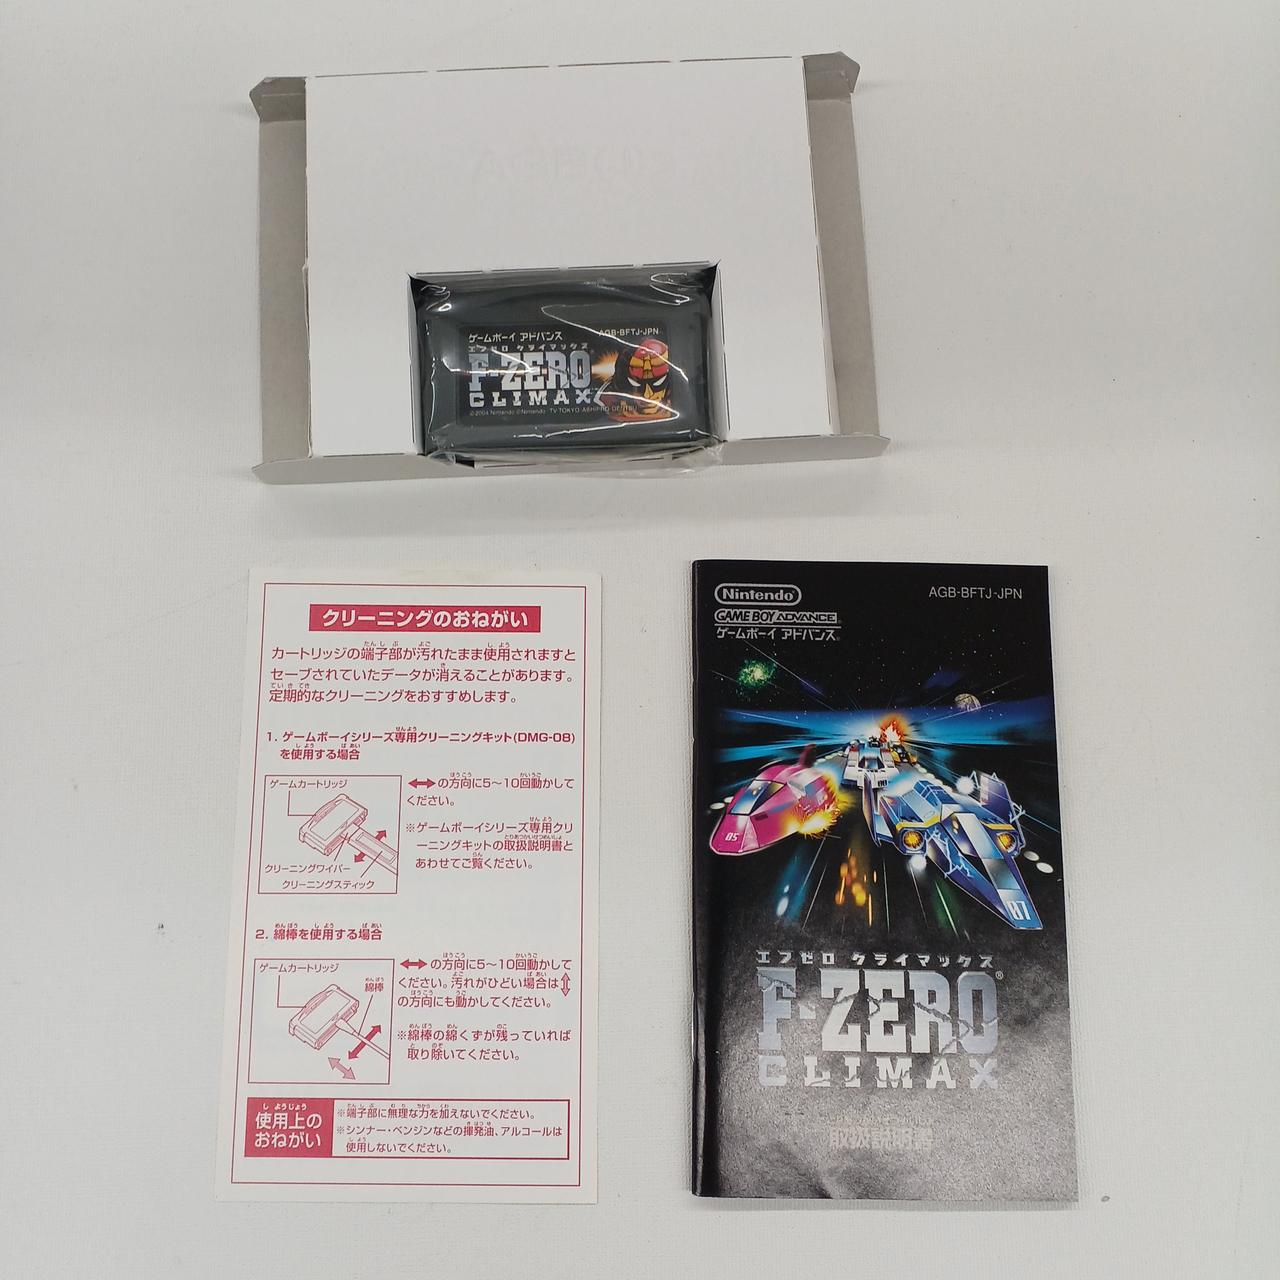 ゲームボーイ アドバンス
AGB-BFTJ-JPN
エフゼロ クライマックス
F-ZERO
CLIMAX
©2004 Nintendo ©Nintendo・TV TOKYO・ASHIPRO・DENTSU
クリーニングのおねがい
カートリッジの端子部が汚れたまま使用されますと
セーブされていたデータが消えることがあります。
定期的なクリーニングをおすすめします。
1. ゲームボーイシリーズ専用クリーニングキット(DMG-08)
を使用する場合
ゲームカートリッジ
クリーニングワイパー
クリーニングスティック
の方向に5〜10回動かして
ください。
※ゲームボーイシリーズ専用クリ
ーニングキットの取扱説明書と
あわせてご覧ください。
2. 綿棒を使用する場合
ゲームカートリッジ
綿棒
の方向に5〜10回動かして
ください。汚れがひどい場合は
の方向にも動かしてください。
※綿棒の綿くずが残っていれば
取り除いてください。
使用上の
おねがい
※端子部に無理な力を加えないでください。
※シンナー・ベンジンなどの揮発油、アルコールは
使用しないでください。
Nintendo
AGB-BFTJ-JPN
GAME BOY ADVANCE
ゲームボーイ アドバンス
05
07
エフゼロ クライマックス
F-ZERO®
CLIMAX
取扱説明書